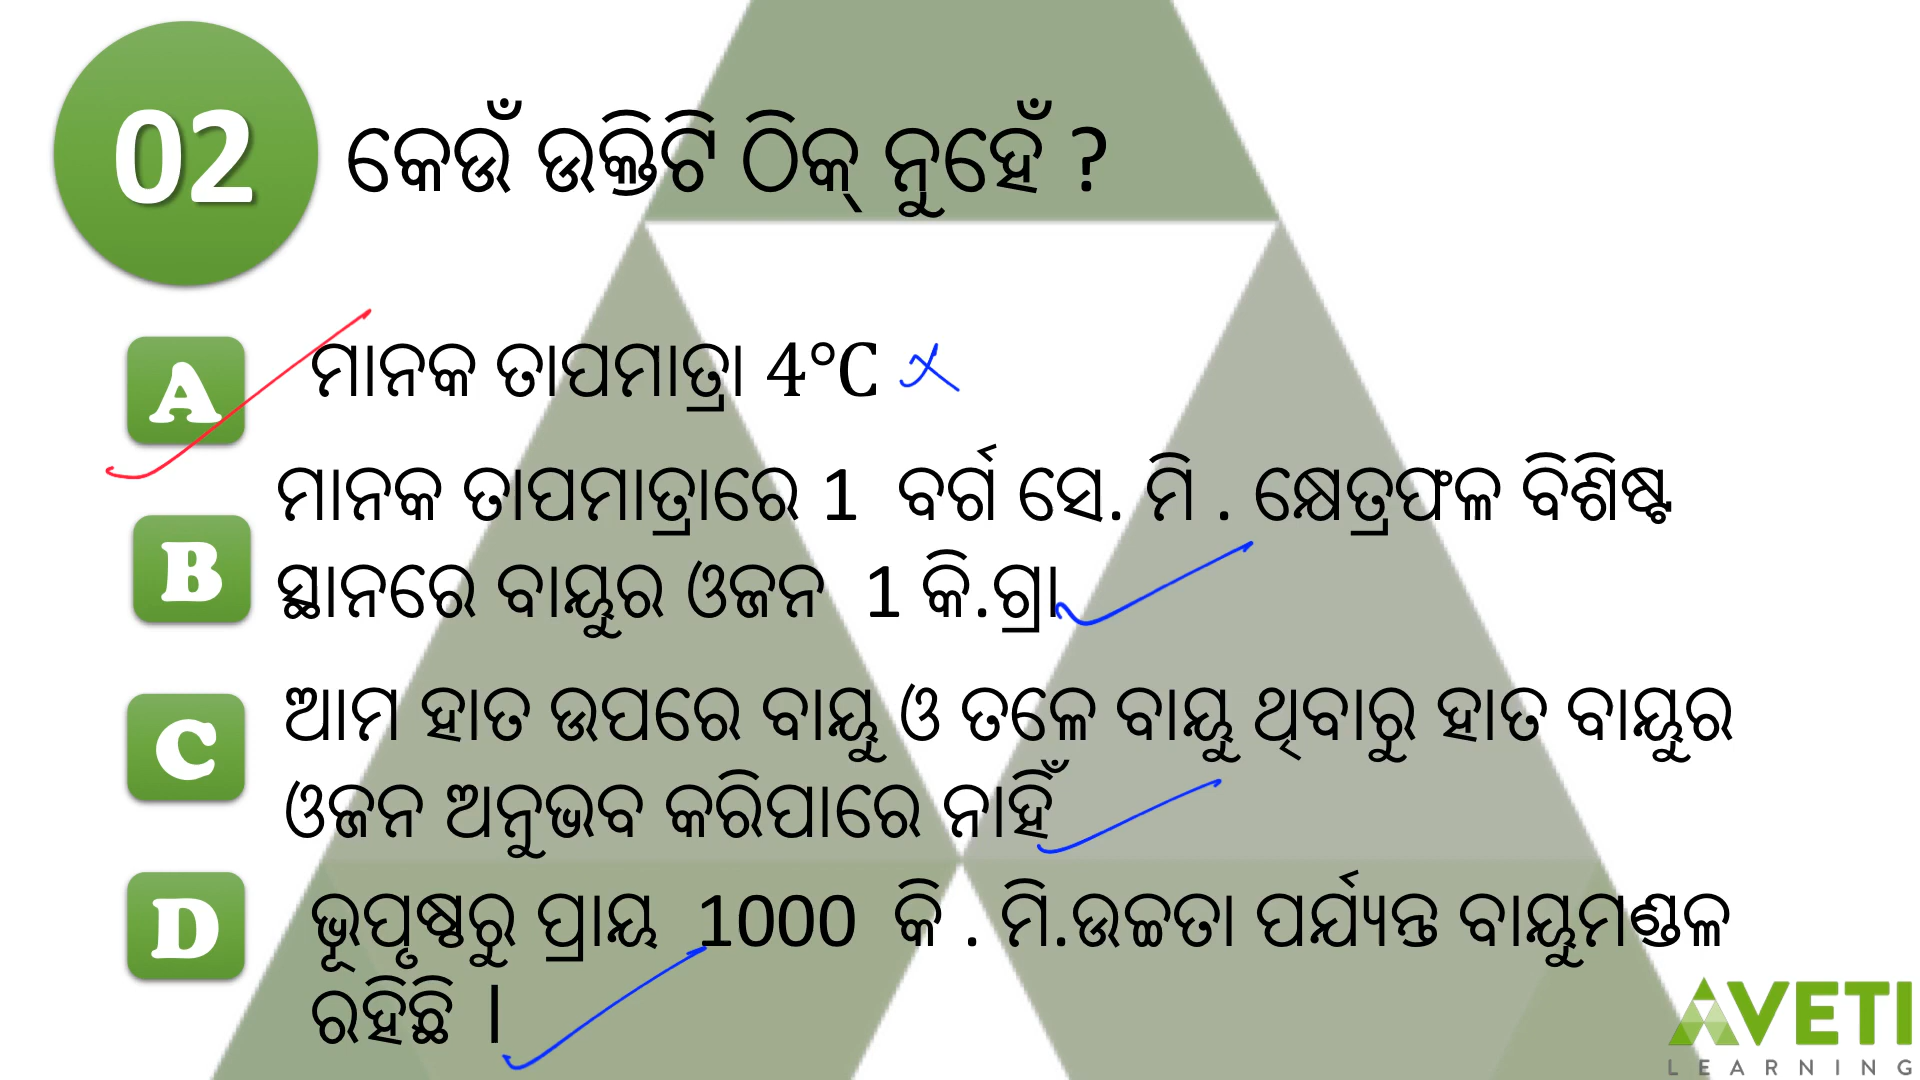 02
କେଉଁ ଉକ୍ତିଟି ଠିକ୍ ନୁହେଁ ?
A
ମାନକ ତାପମାତ୍ରା 4°C
ମାନକ ତାପମାତ୍ରାରେ 1 ବର୍ଗ ସେ. ମି . କ୍ଷେତ୍ରଫଳ ବିଶିଷ୍ଟ
B
ସ୍ଥାନରେ ବାୟୁର ଓଜନ 1 କି.ଗ୍ରା
ଆମ ହାତ ଉପରେ ବାୟୁ ଓ ତଳେ ବାୟୁ ଥିବାରୁ ହାତ ବାୟୁର
C
ଓଜନ ଅନୁଭବ କରିପାରେ ନାହିଁ
D
ଭୂପୃଷ୍ଠରୁ ପ୍ରାୟ 1000 କି . ମି.ଉଚ୍ଚତା ପର୍ଯ୍ୟନ୍ତ ବାୟୁମଣ୍ଡଳ
ରହିଛି ।
AVETI
LEARNING